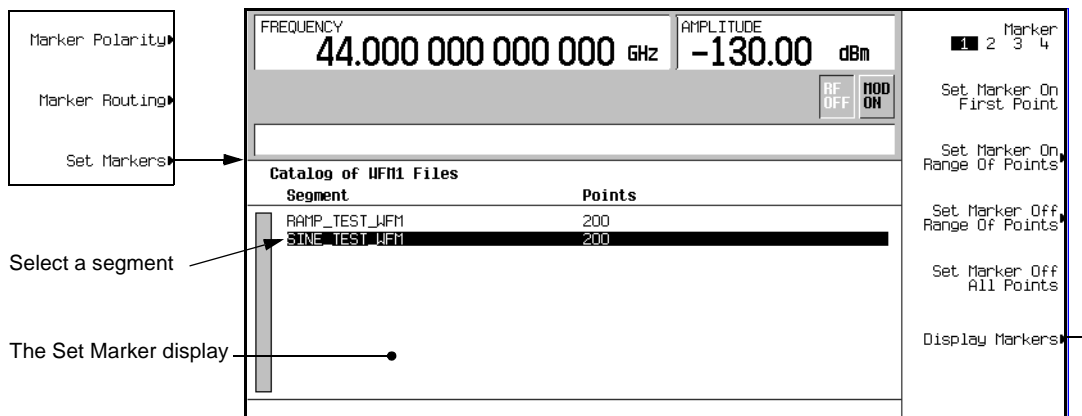 Marker Polarity
Marker Routing
Set Markers
Select a segment
The Set Marker display
FREQUENCY
44.000 000 000 000 GHz
AMPLITUDE
-130.00 dBm
RF OFF
MOD ON
Catalog of WFM1 Files
Segment Points
RAMP_TEST_WFM 200
SINE_TEST_WFM 200
Marker
1 2 3 4
Set Marker On
First Point
Set Marker On
Range Of Points
Set Marker Off
Range Of Points
Set Marker Off
All Points
Display Markers